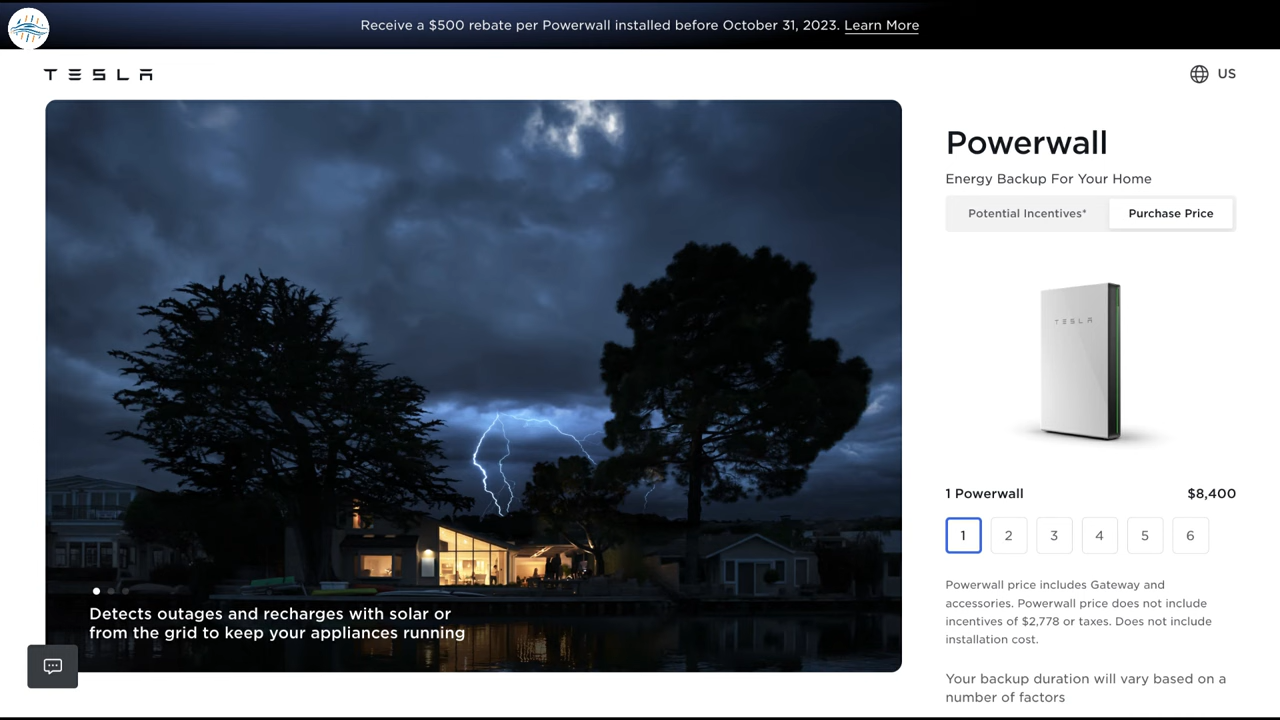 Receive a $500 rebate per Powerwall installed before October 31, 2023. Learn More
TESLA
US
Powerwall
Energy Backup For Your Home
Potential Incentives*
Purchase Price
TESLA
1 Powerwall
$8,400
1
2
3
4
5
6
Powerwall price includes Gateway and
accessories. Powerwall price does not include
incentives of $2,778 or taxes. Does not include
installation cost.
Your backup duration will vary based on a
number of factors
Detects outages and recharges with solar or
from the grid to keep your appliances running